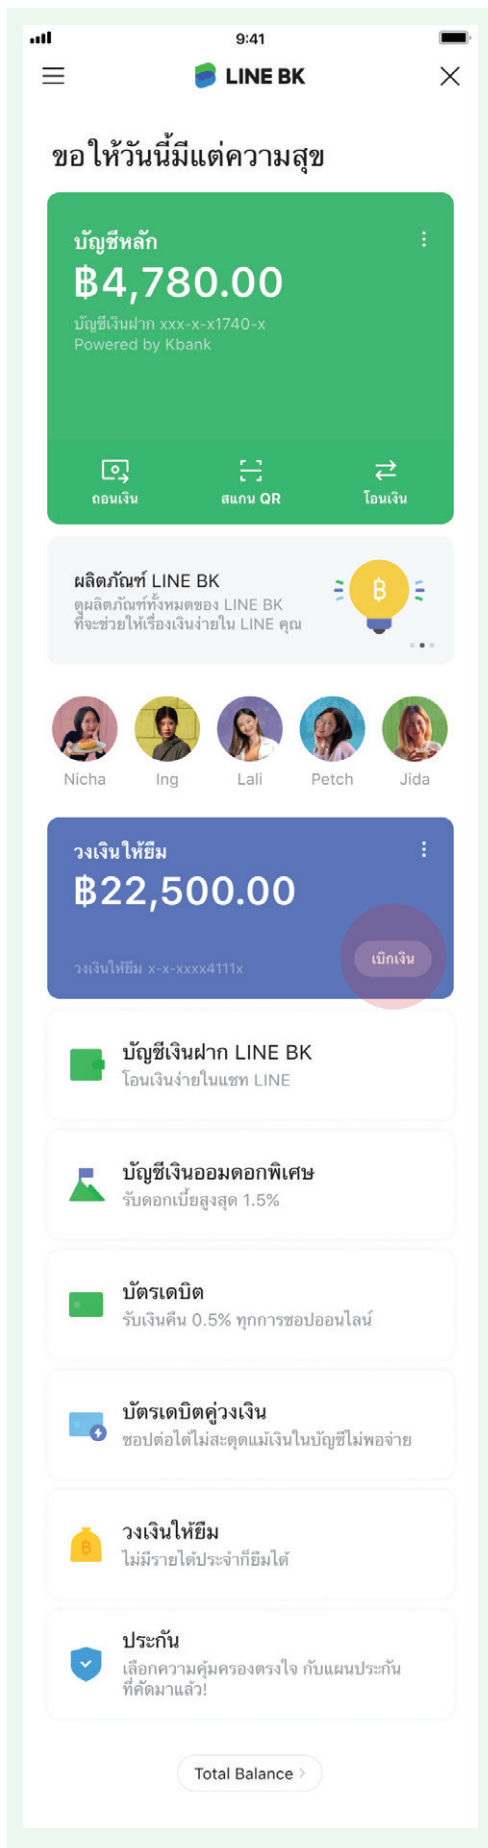 9:41
LINE BK
ขอให้วันนี้มีแต่ความสุข
บัญชีหลัก
฿4,780.00
บัญชีเงินฝาก xxx-x-x1740-x
Powered by Kbank
ถอนเงิน
สแกน QR
โอนเงิน
ผลิตภัณฑ์ LINE BK
ดูผลิตภัณฑ์ทั้งหมดของ LINE BK
ที่จะช่วยให้เรื่องเงินง่ายใน LINE คุณ
฿
Nicha
Ing
Lali
Petch
Jida
วงเงินให้ยืม
฿22,500.00
วงเงินให้ยืม x-x-xxxx4111x
เบิกเงิน
บัญชีเงินฝาก LINE BK
โอนเงินง่ายในแชท LINE
บัญชีเงินออมดอกพิเศษ
รับดอกเบี้ยสูงสุด 1.5%
บัตรเดบิต
รับเงินคืน 0.5% ทุกการชอปออนไลน์
บัตรเดบิตคู่วงเงิน
ชอปต่อได้ไม่สะดุดแม้เงินในบัญชีไม่พอจ่าย
฿
วงเงินให้ยืม
ไม่มีรายได้ประจำก็ยืมได้
ประกัน
เลือกความคุ้มครองตรงใจ กับแผนประกัน
ที่คัดมาแล้ว!
Total Balance